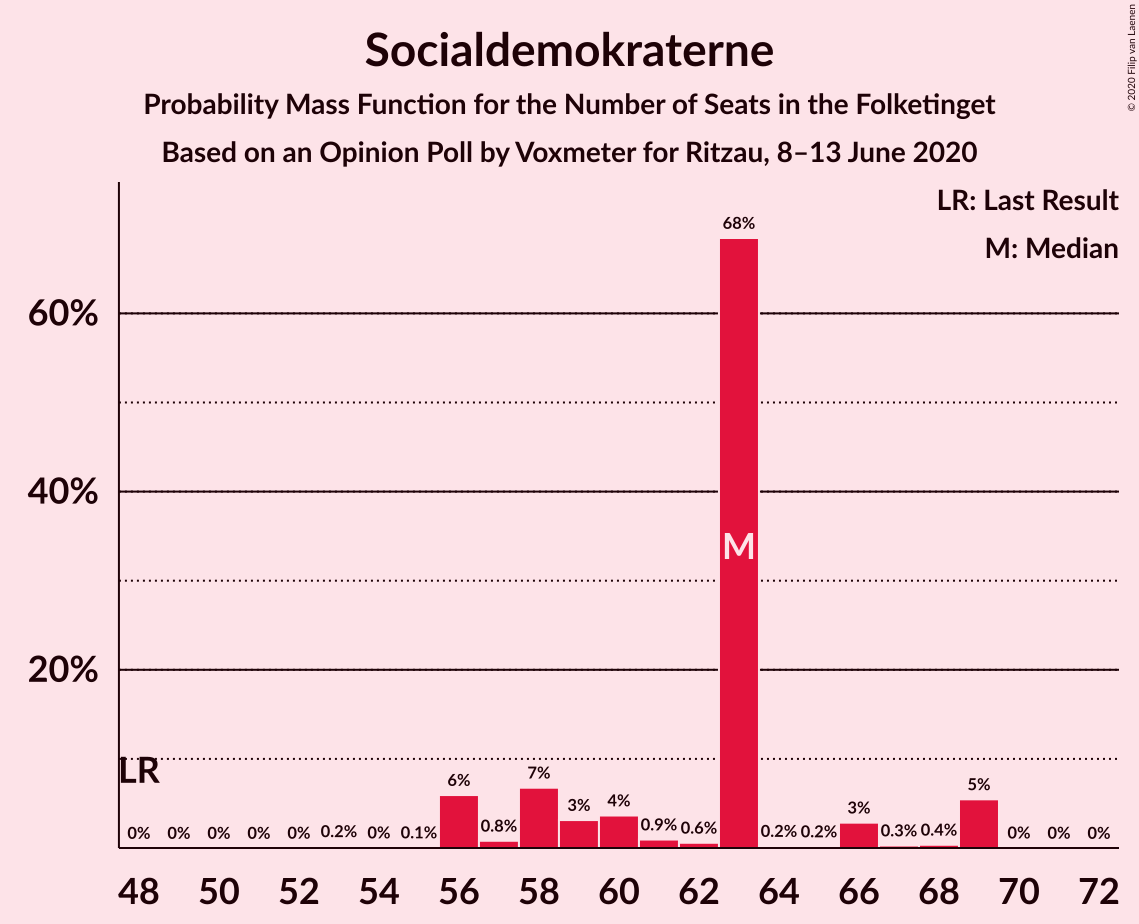 Socialdemokraterne
Probability Mass Function for the Number of Seats in the Folketinget
Based on an Opinion Poll by Voxmeter for Ritzau, 8–13 June 2020
© 2020 Filip van Laenen
LR: Last Result
M: Median
68%
60%
40%
M
20%
LR
0% 0% 0% 0% 0% 0.2% 0% 0.1% 6% 0.8% 7% 3% 4% 0.9% 0.6% 0.2% 0.2% 3% 0.3% 0.4% 5% 0% 0% 0%
48 50 52 54 56 58 60 62 64 66 68 70 72